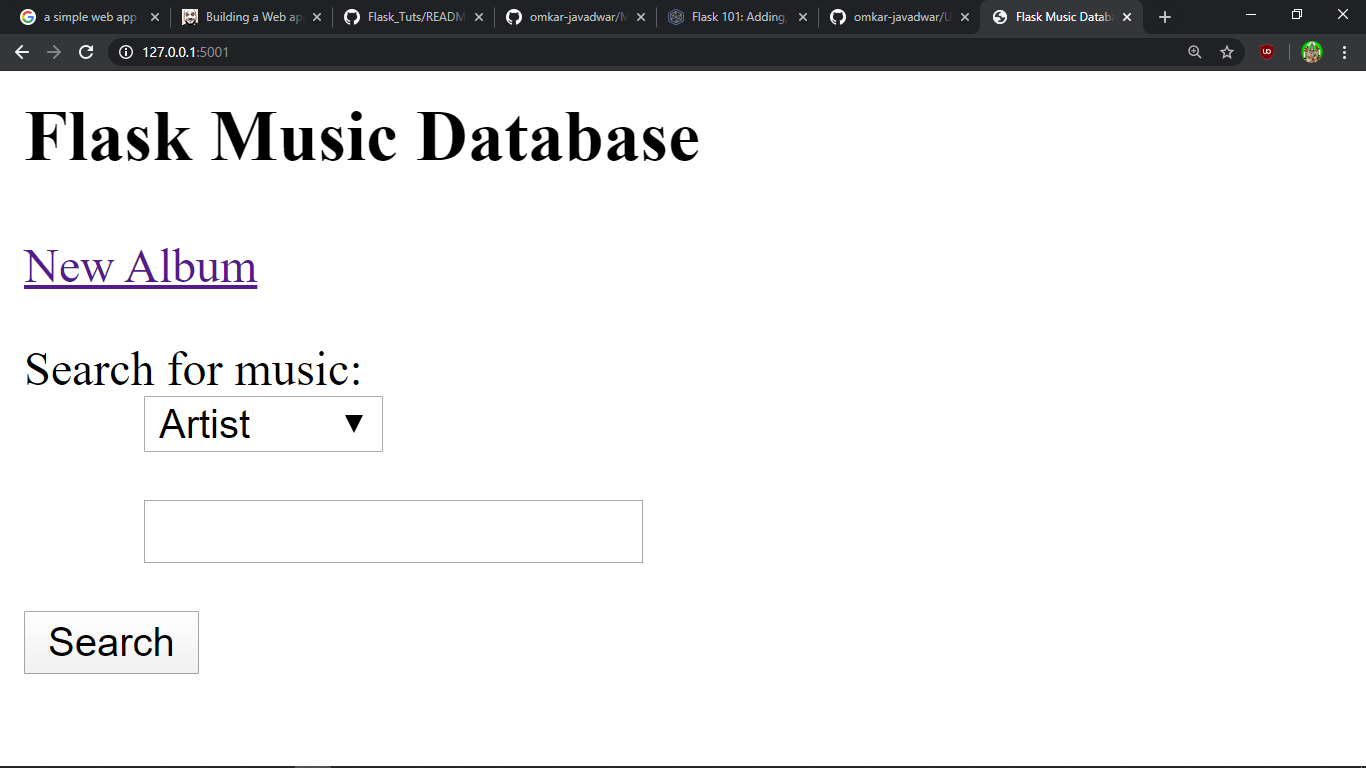 a simple web app
Building a Web ap
Flask_Tuts/READM
omkar-javadwar/M
Flask 101: Adding,
omkar-javadwar/U
Flask Music Datab
127.0.0.1:5001
Flask Music Database
New Album
Search for music:
Artist
Search